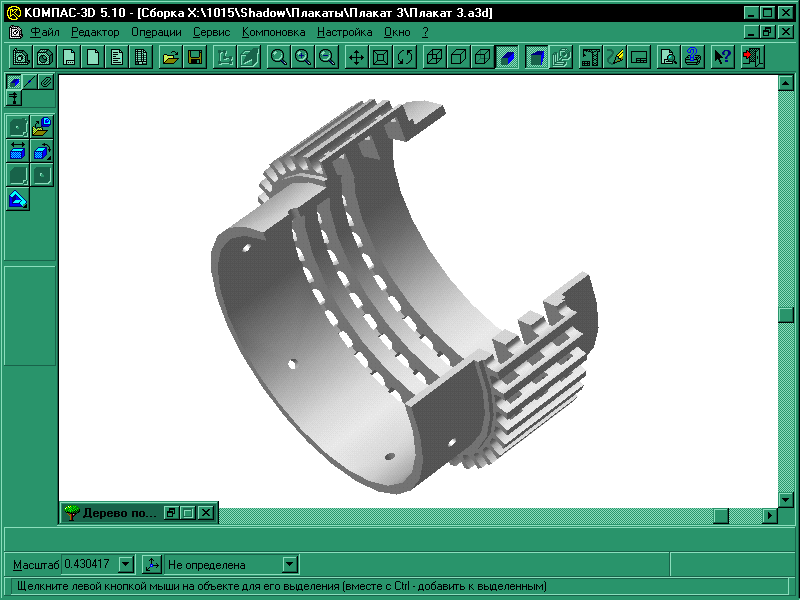 КОМПАС-3D 5.10 - [Сборка X:\1015\Shadow\Плакаты\Плакат 3\Плакат 3.a3d]
Файл Редактор Операции Сервис Компоновка Настройка Окно ?
Дерево по...
Масштаб 0.430417 Не определена
Щелкните левой кнопкой мыши на объекте для его выделения (вместе с Ctrl - добавить к выделенным)